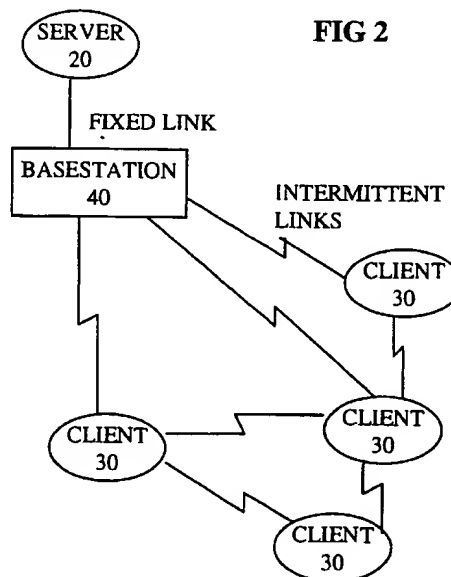 FIG 2
SERVER
20
FIXED LINK
BASESTATION
40
INTERMITTENT
LINKS
CLIENT
30
CLIENT
30
CLIENT
30
CLIENT
30